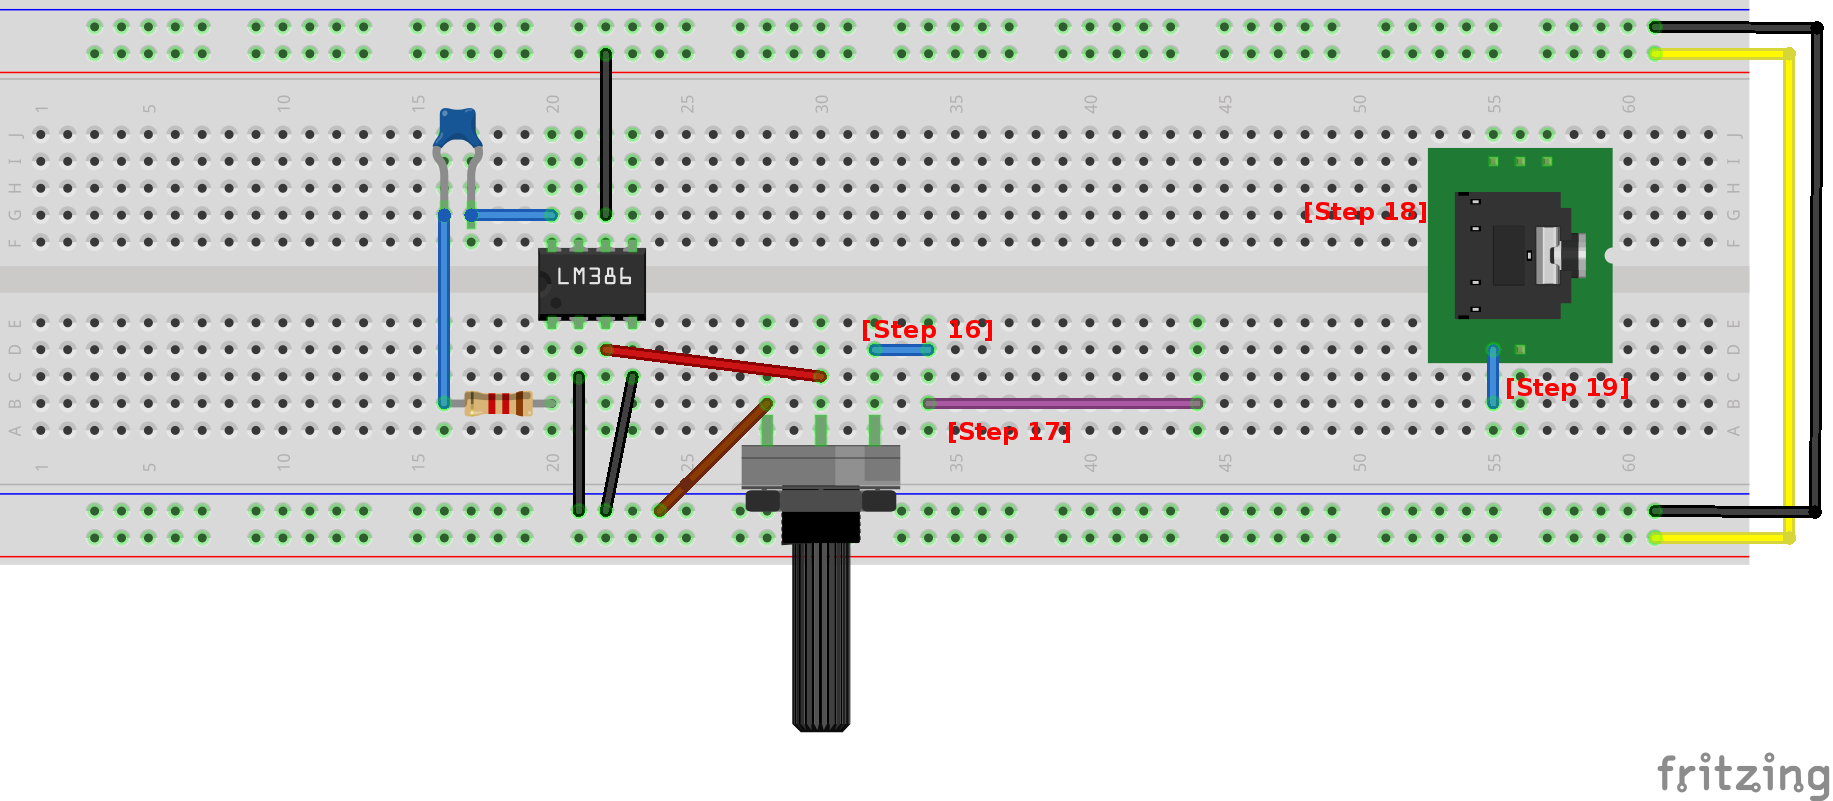 1 5 10 15 20 25 30 35 40 45 50 55 60
J J
I I
H H
G [Step 18] G
F F
LM386
E [Step 16] E
D D
C [Step 19] C
B B
A [Step 17] A
1 5 10 15 20 25 30 35 40 45 50 55 60
fritzing